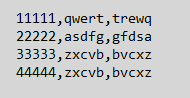 11111,qwert,trewq
22222,asdfg,gfdsa
33333,zxcvb,bvcxz
44444,zxcvb,bvcxz